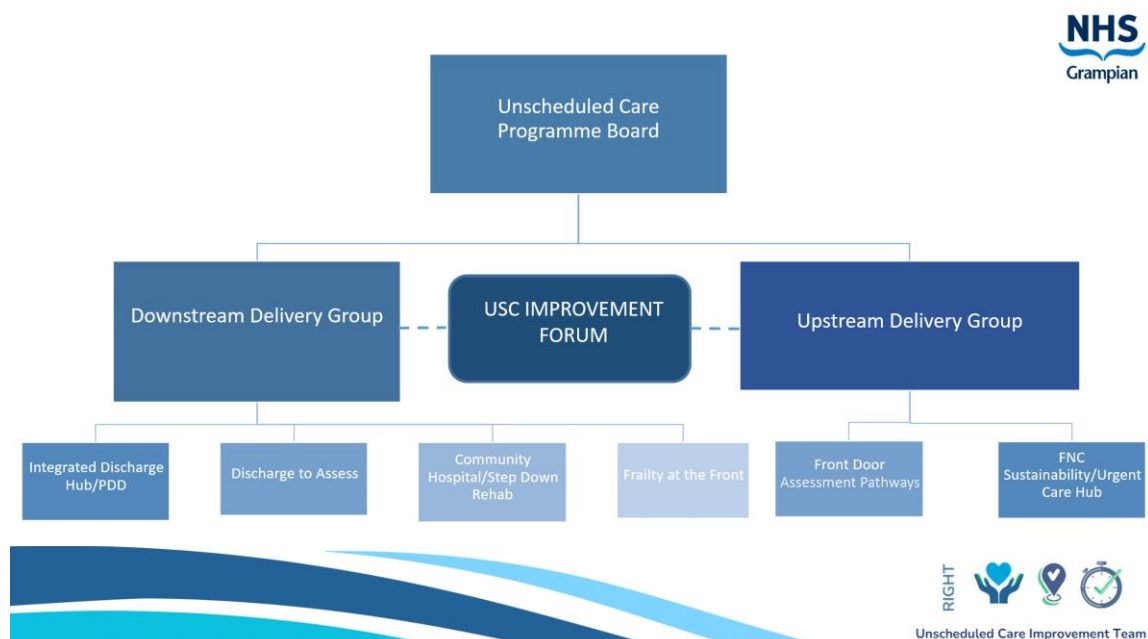 NHS
Grampian
Unscheduled Care
Programme Board
Downstream Delivery Group
USC IMPROVEMENT
FORUM
Upstream Delivery Group
Integrated Discharge
Hub/PDD
Discharge to Assess
Community
Hospital/Step Down
Rehab
Frailty at the Front
Front Door
Assessment Pathways
FNC
Sustainability/Urgent
Care Hub
RIGHT
Unscheduled Care Improvement Team